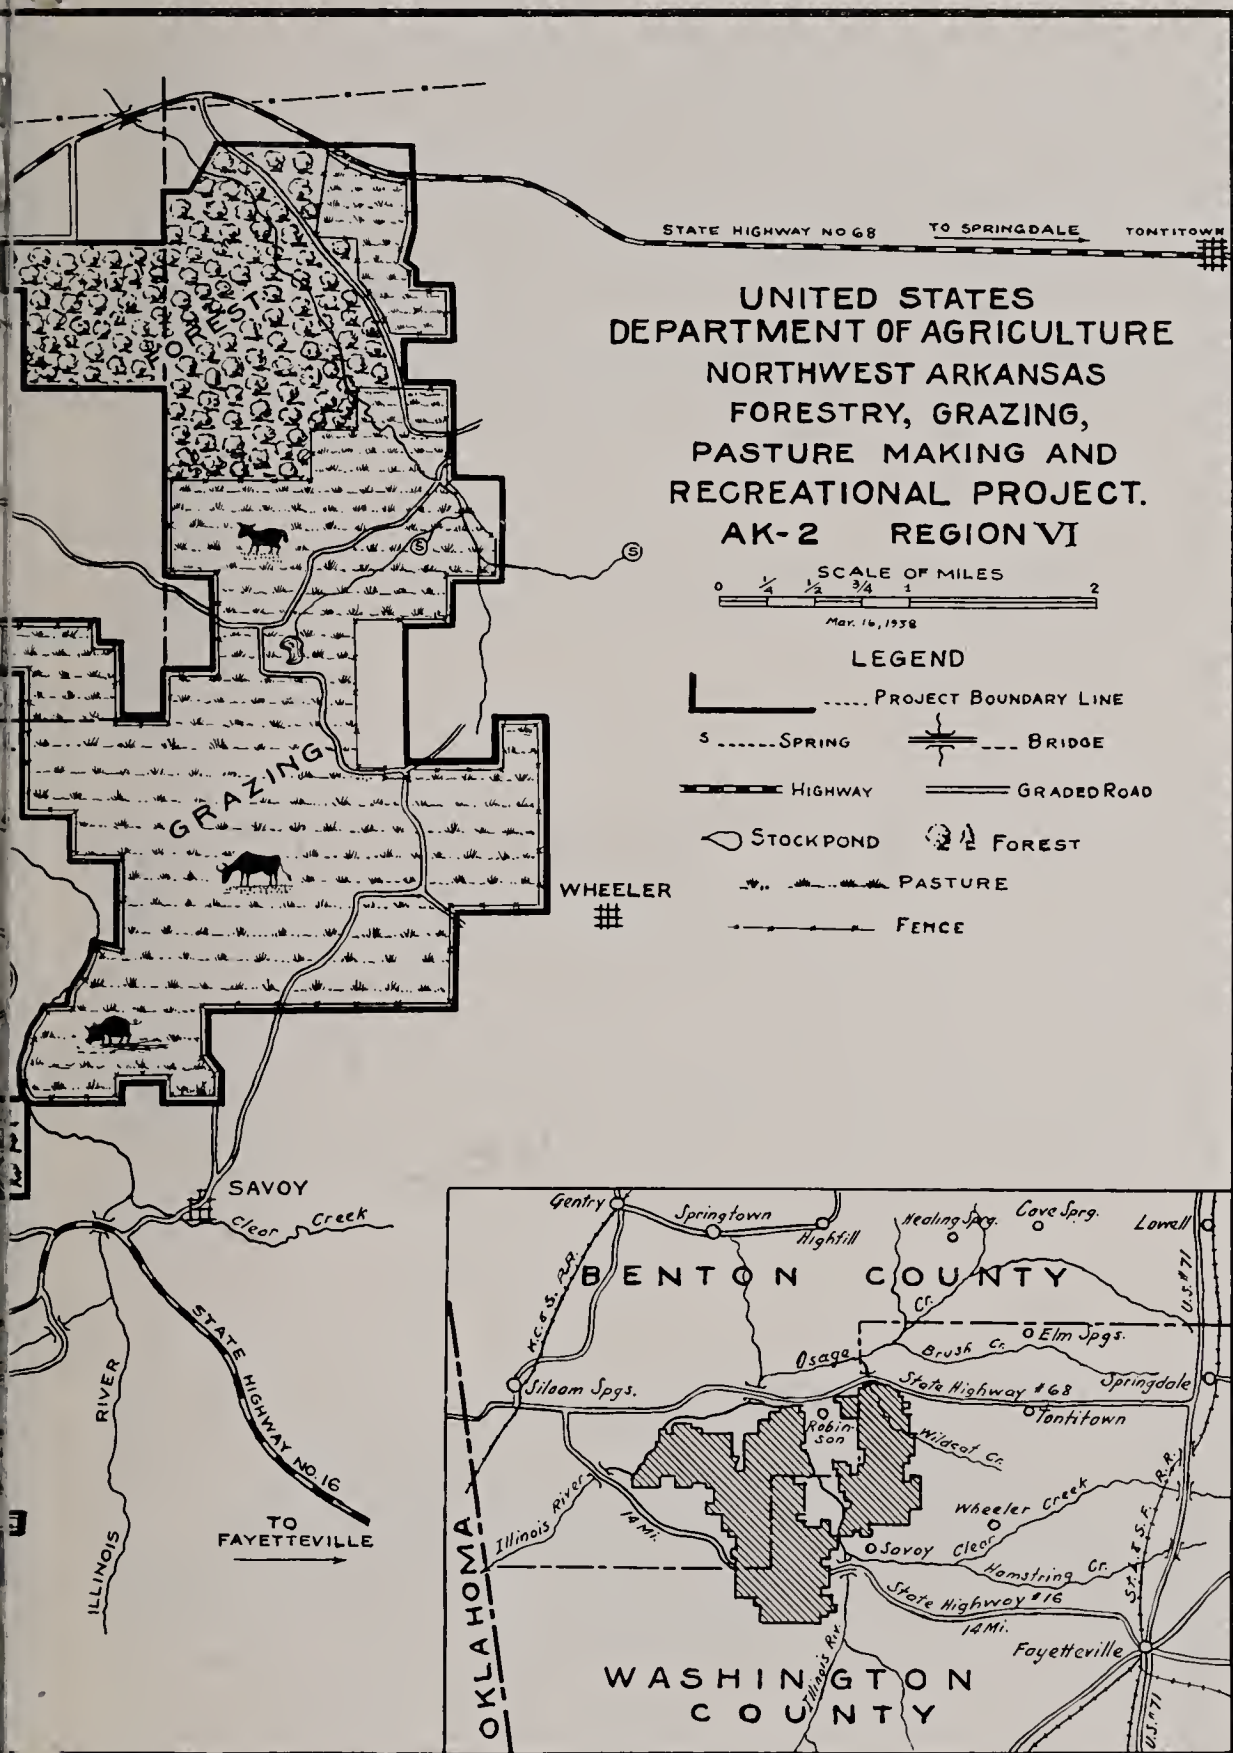 STATE HIGHWAY NO 68 TO SPRINGDALE TONTITOWN
UNITED STATES
DEPARTMENT OF AGRICULTURE
NORTHWEST ARKANSAS
FORESTRY, GRAZING,
PASTURE MAKING AND
RECREATIONAL PROJECT.
AK-2 REGION VI
SCALE OF MILES
0 1/4 1/2 3/4 1 2
Mar. 16, 1938
LEGEND
PROJECT BOUNDARY LINE
S SPRING
BRIDGE
HIGHWAY
GRADED ROAD
STOCKPOND
FOREST
PASTURE
FENCE
FOREST
S
S
GRAZING
WHEELER
SAVOY
Clear Creek
STATE HIGHWAY NO. 16
TO
FAYETTEVILLE
ILLINOIS RIVER
Gentry
Springtown
Highfill
Healing Sprg.
Cave Sprg.
Lowell
U.S. #71
K.C. & S. R.R.
BENTON COUNTY
Osage Cr.
Brush Cr.
Elm Spgs.
Siloam Spgs.
State Highway #68
Springdale
Tontitown
Robin-
son
Wildcat Cr.
Illinois River
14 Mi.
Wheeler
Clear Creek
Savoy
Hamstring Cr.
St. L. & S. F. R.R.
State Highway #16
14 Mi.
Fayetteville
OKLAHOMA
Illinois Riv.
WASHINGTON
COUNTY
U.S. #71